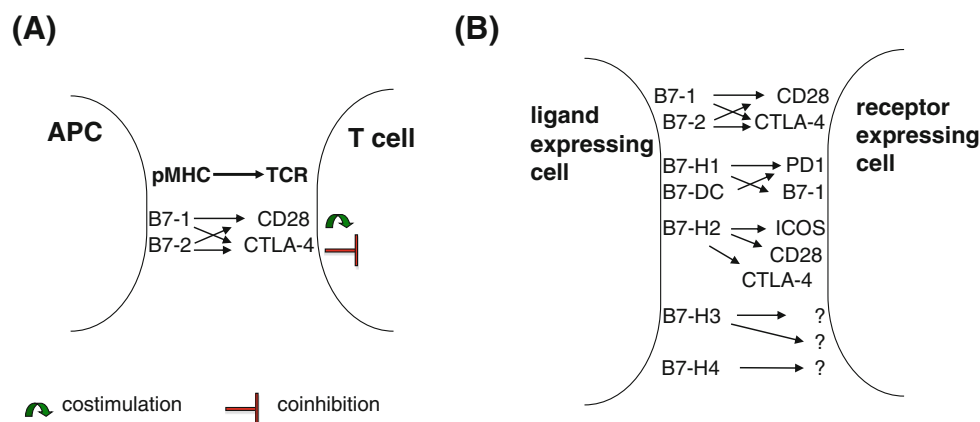 (A)
APC
T cell
pMHC TCR
B7-1 CD28
B7-2 CTLA-4
costimulation coinhibition
(B)
ligand
expressing
cell
receptor
expressing
cell
B7-1 CD28
B7-2 CTLA-4
B7-H1 PD1
B7-DC B7-1
B7-H2 ICOS
CD28
CTLA-4
B7-H3 ?
?
B7-H4 ?